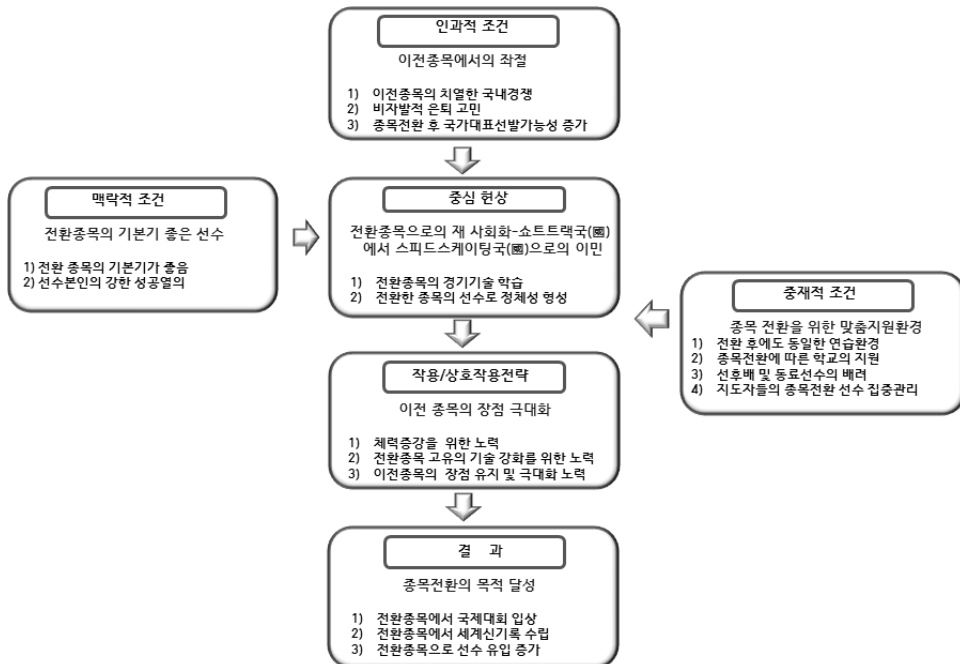 인과적 조건
이전종목에서의 좌절
1) 이전종목의 치열한 국내경쟁
2) 비자발적 은퇴 고민
3) 종목전환 후 국가대표선발가능성 증가
맥락적 조건
전환종목의 기본기 좋은 선수
1) 전환 종목의 기본기가 좋음
2) 선수본인의 강한 성공열의
중심 현상
전환종목으로의 재 사회화-쇼트트랙국(國)
에서 스피드스케이팅국(國)으로의 이민
1) 전환종목의 경기기술 학습
2) 전환한 종목의 선수로 정체성 형성
중재적 조건
종목 전환을 위한 맞춤지원환경
1) 전환 후에도 동일한 연습환경
2) 종목전환에 따른 학교의 지원
3) 선후배 및 동료선수의 배려
4) 지도자들의 종목전환 선수 집중관리
작용/상호작용전략
이전 종목의 장점 극대화
1) 체력증강을 위한 노력
2) 전환종목 고유의 기술 강화를 위한 노력
3) 이전종목의 장점 유지 및 극대화 노력
결 과
종목전환의 목적 달성
1) 전환종목에서 국제대회 입상
2) 전환종목에서 세계신기록 수립
3) 전환종목으로 선수 유입 증가